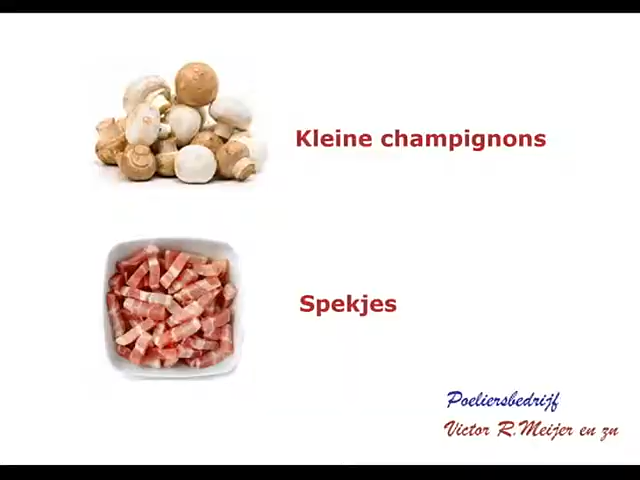 Kleine champignons
Spekjes
Poeliersbedrijf
Victor R.Meijer en zn